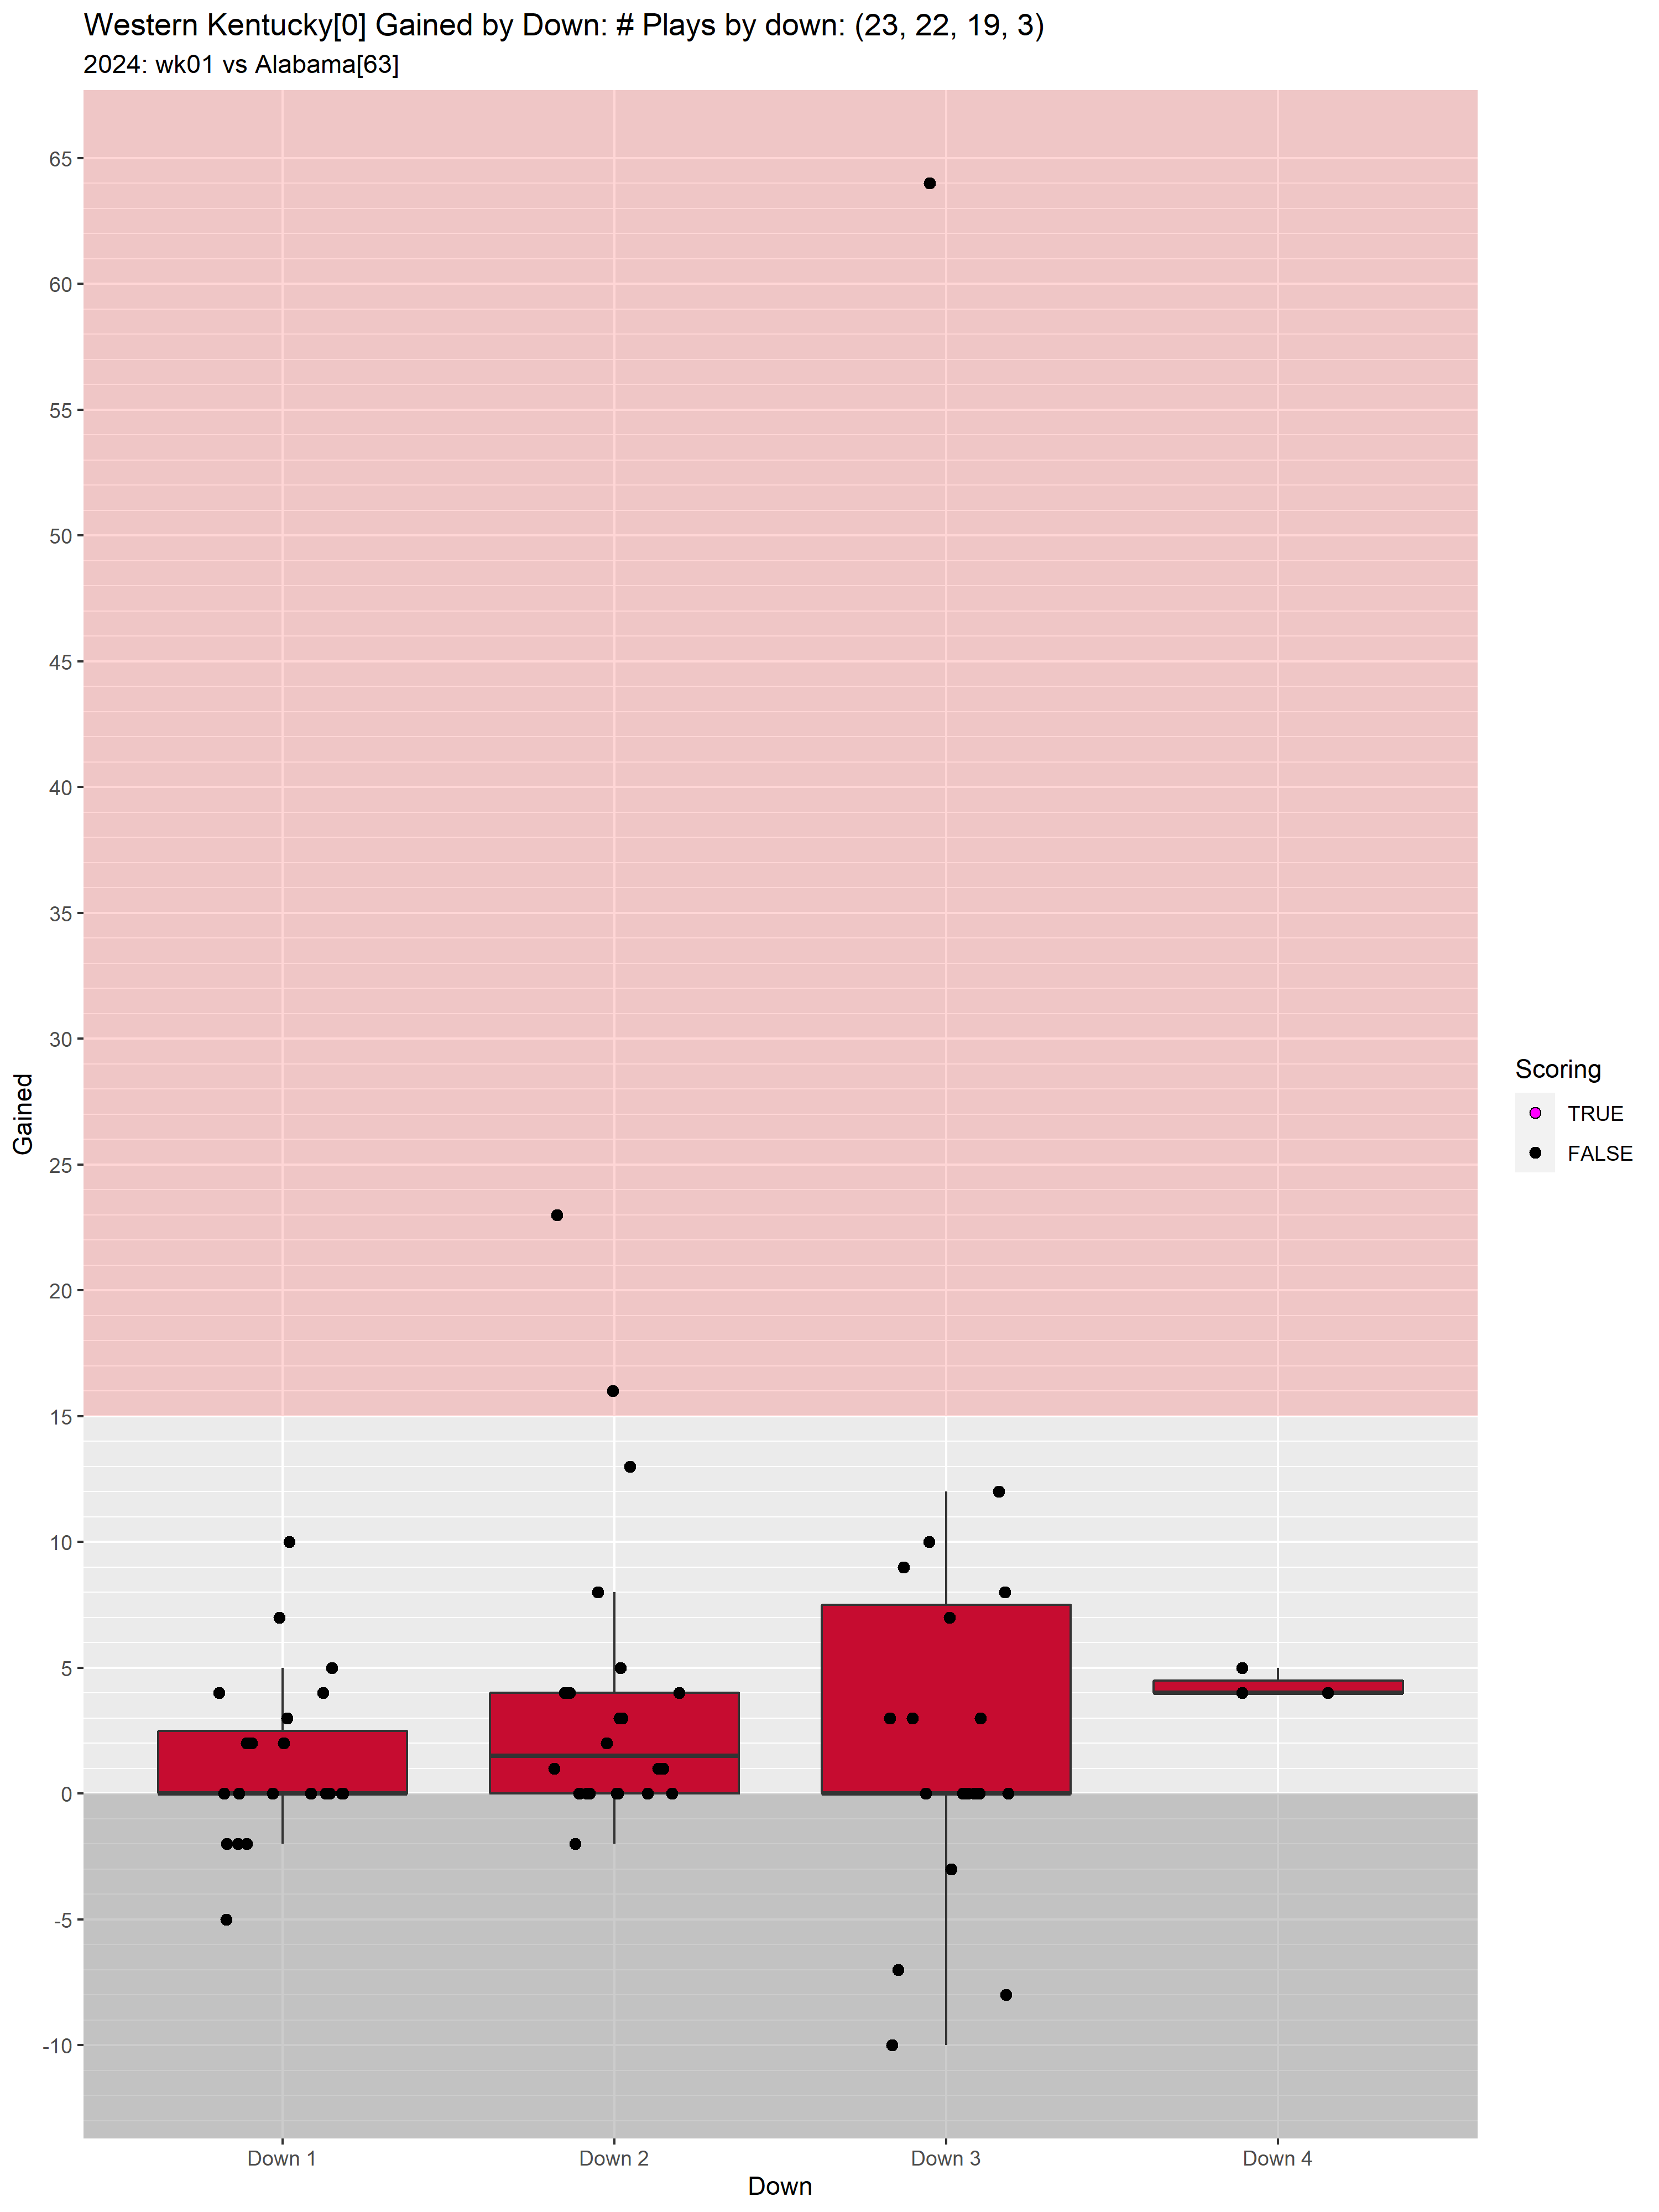 Western Kentucky[0] Gained by Down: # Plays by down: (23, 22, 19, 3)
2024: wk01 vs Alabama[63]
65
60
55
50
45
40
35
30
25
20
15
10
5
0
-5
-10
Gained
Down 1 Down 2 Down 3 Down 4
Down
Scoring
TRUE
FALSE